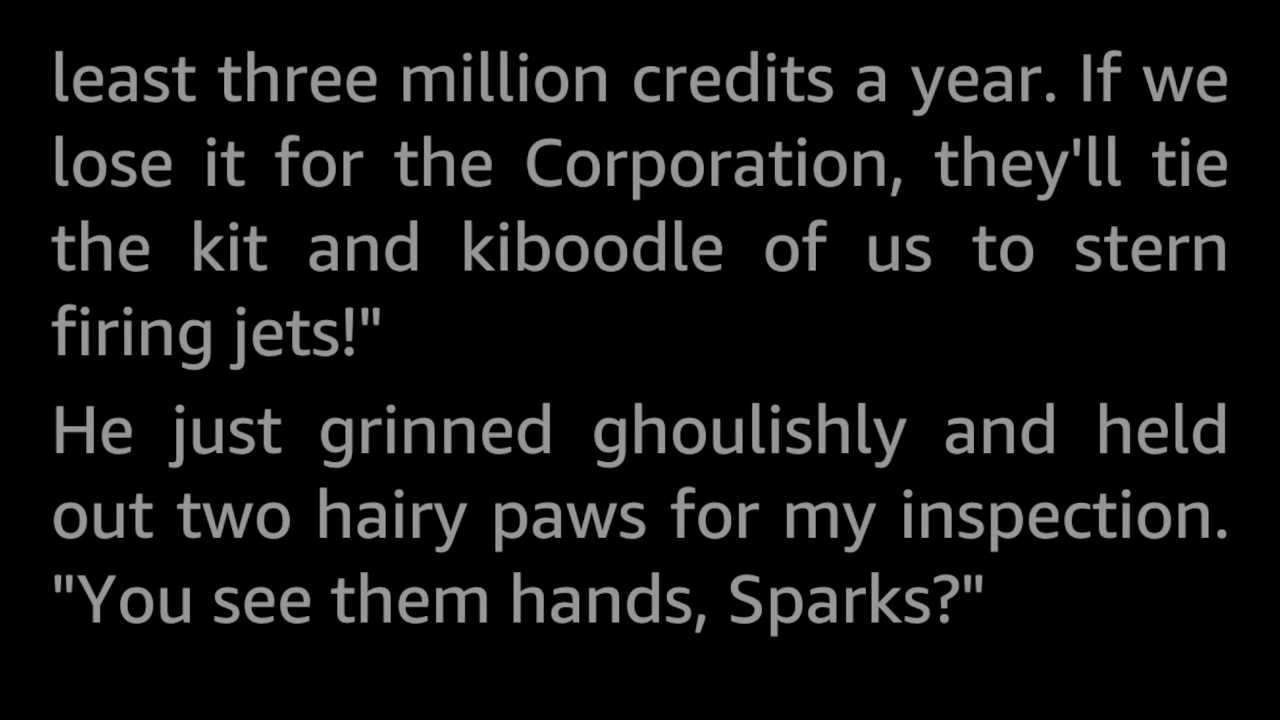 least three million credits a year. If we
lose it for the Corporation, they'll tie
the kit and kiboodle of us to stern
firing jets!"
He just grinned ghoulishly and held
out two hairy paws for my inspection.
"You see them hands, Sparks?"